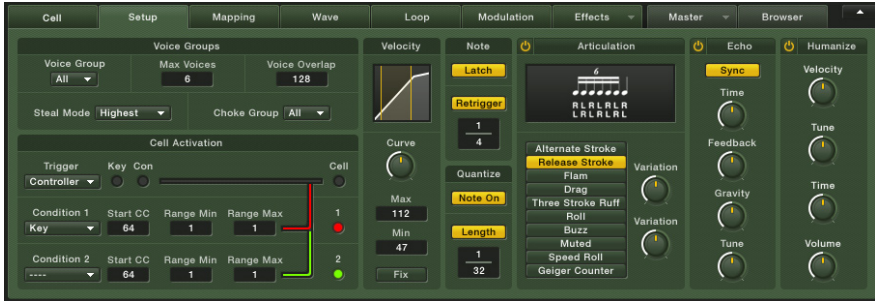 Cell Setup Mapping Wave Loop Modulation Effects Master Browser
Voice Groups
Voice Group Max Voices Voice Overlap
All 6 128
Steal Mode Highest Choke Group All
Cell Activation
Trigger Key Con Cell
Controller
Condition 1 Start CC Range Min Range Max 1
Key 64 1 1
Condition 2 Start CC Range Min Range Max 2
---- 64 1 1
Velocity
Curve
Max
112
Min
47
Fix
Note
Latch
Retrigger
1
4
Quantize
Note On
Length
1
32
Articulation
6
R L R L R L R
L R L R L R L
Alternate Stroke
Release Stroke
Flam
Drag
Three Stroke Ruff
Roll
Buzz
Muted
Speed Roll
Geiger Counter
Variation
Variation
Echo
Sync
Time
Feedback
Gravity
Tune
Humanize
Velocity
Tune
Time
Volume